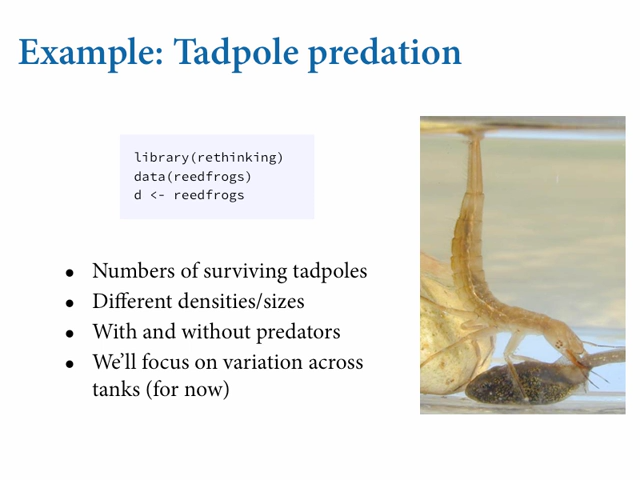 Example: Tadpole predation
library(rethinking)
data(reedfrogs)
d <- reedfrogs
• Numbers of surviving tadpoles
• Different densities/sizes
• With and without predators
• We’ll focus on variation across
tanks (for now)